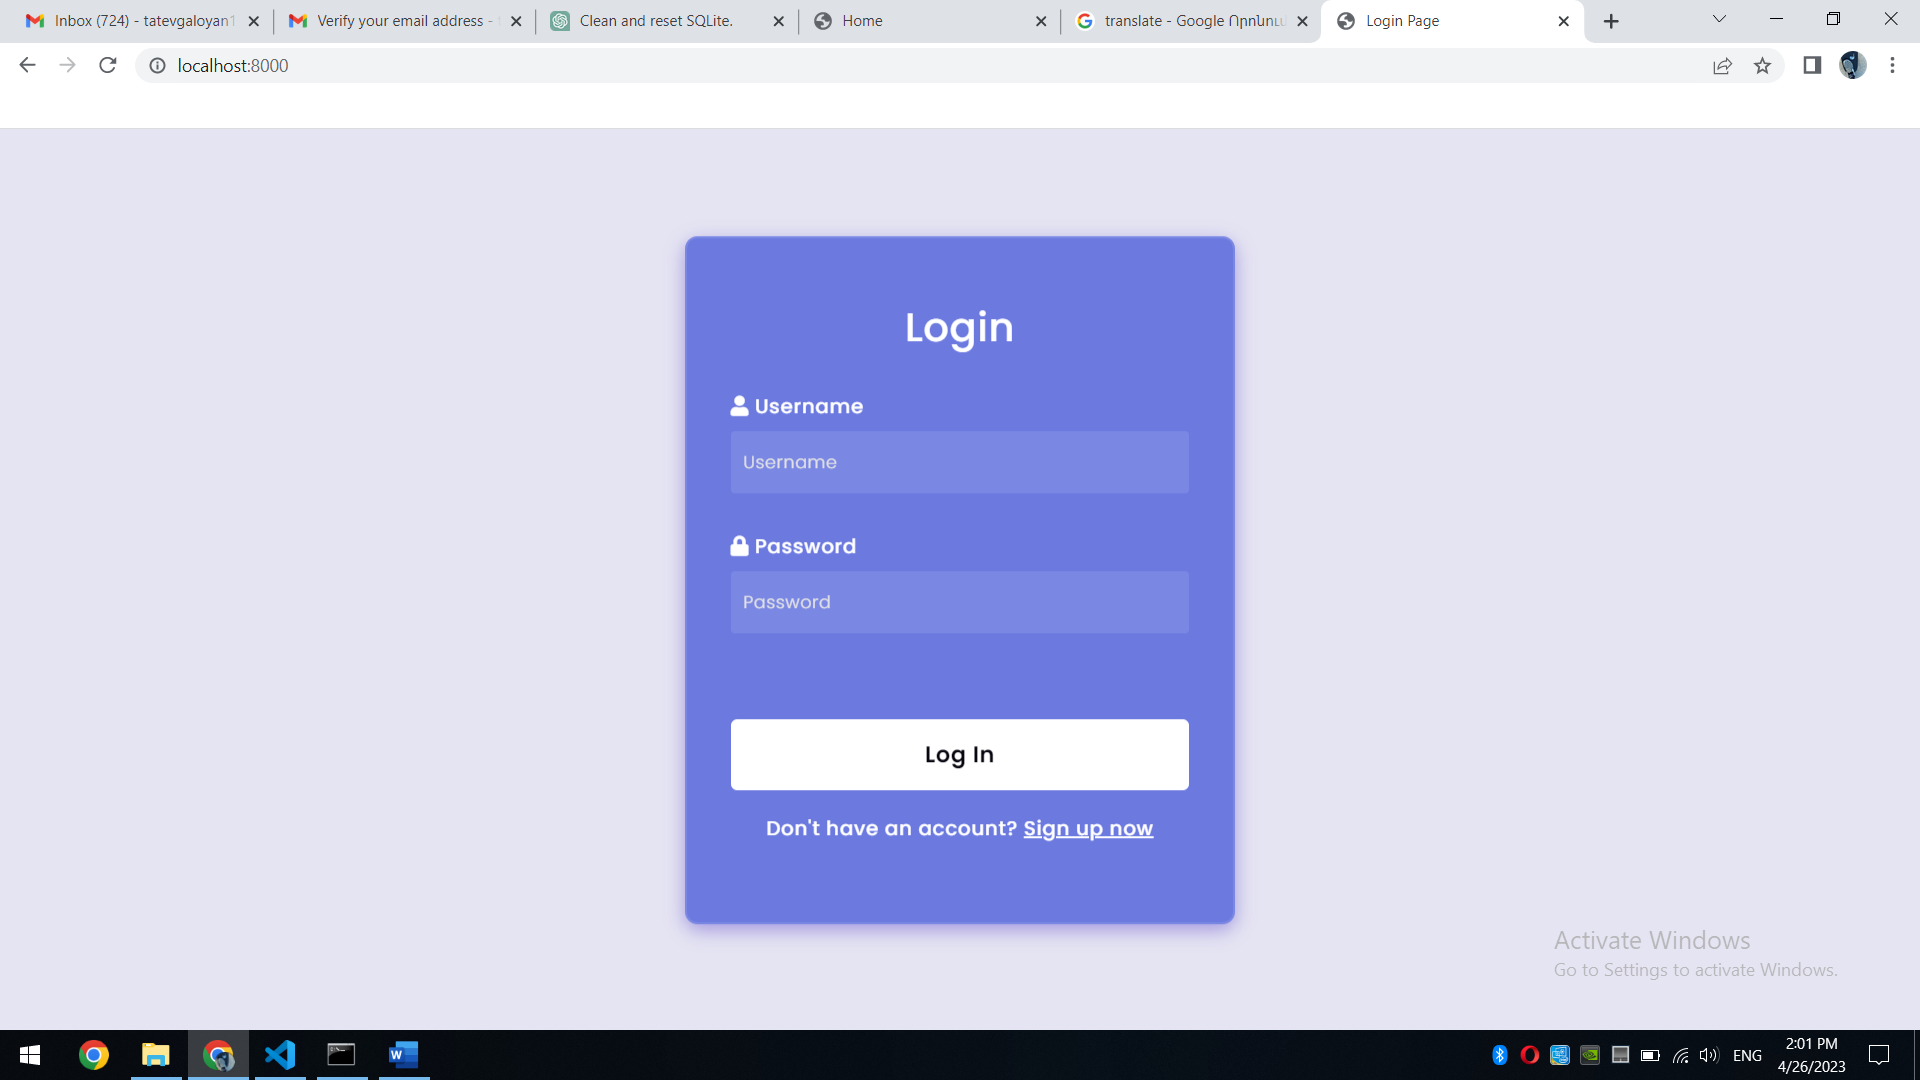 Inbox (724) - tatevgaloyan1
Verify your email address -
Clean and reset SQLite.
Home
translate - Google Որոնում
Login Page
localhost:8000
Login
Username
Username
Password
Password
Log In
Don't have an account? Sign up now
Activate Windows
Go to Settings to activate Windows.
W
ENG
2:01 PM
4/26/2023